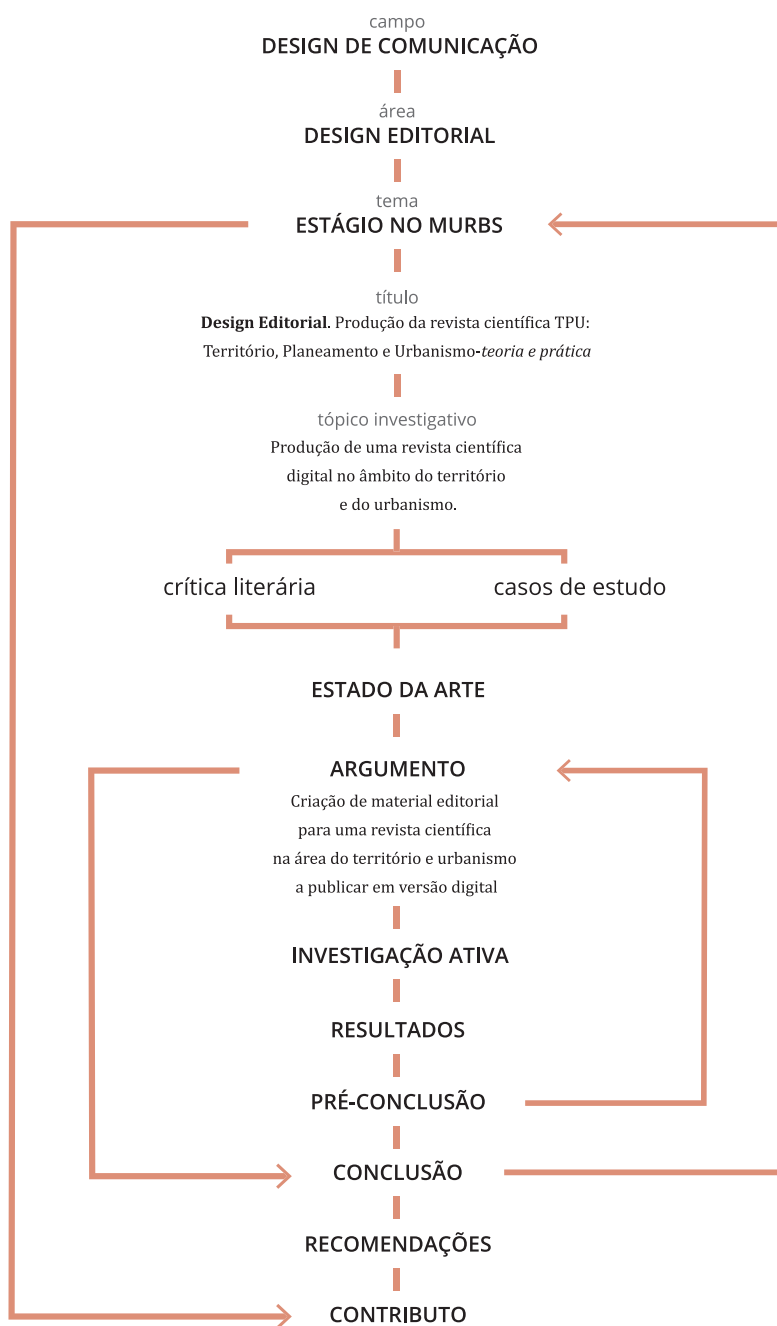 campo
DESIGN DE COMUNICAÇÃO
área
DESIGN EDITORIAL
tema
ESTÁGIO NO MURBS
título
Design Editorial. Produção da revista científica TPU:
Território, Planeamento e Urbanismo-teoria e prática
tópico investigativo
Produção de uma revista científica
digital no âmbito do território
e do urbanismo.
crítica literária
casos de estudo
ESTADO DA ARTE
ARGUMENTO
Criação de material editorial
para uma revista científica
na área do território e urbanismo
a publicar em versão digital
INVESTIGAÇÃO ATIVA
RESULTADOS
PRÉ-CONCLUSÃO
CONCLUSÃO
RECOMENDAÇÕES
CONTRIBUTO